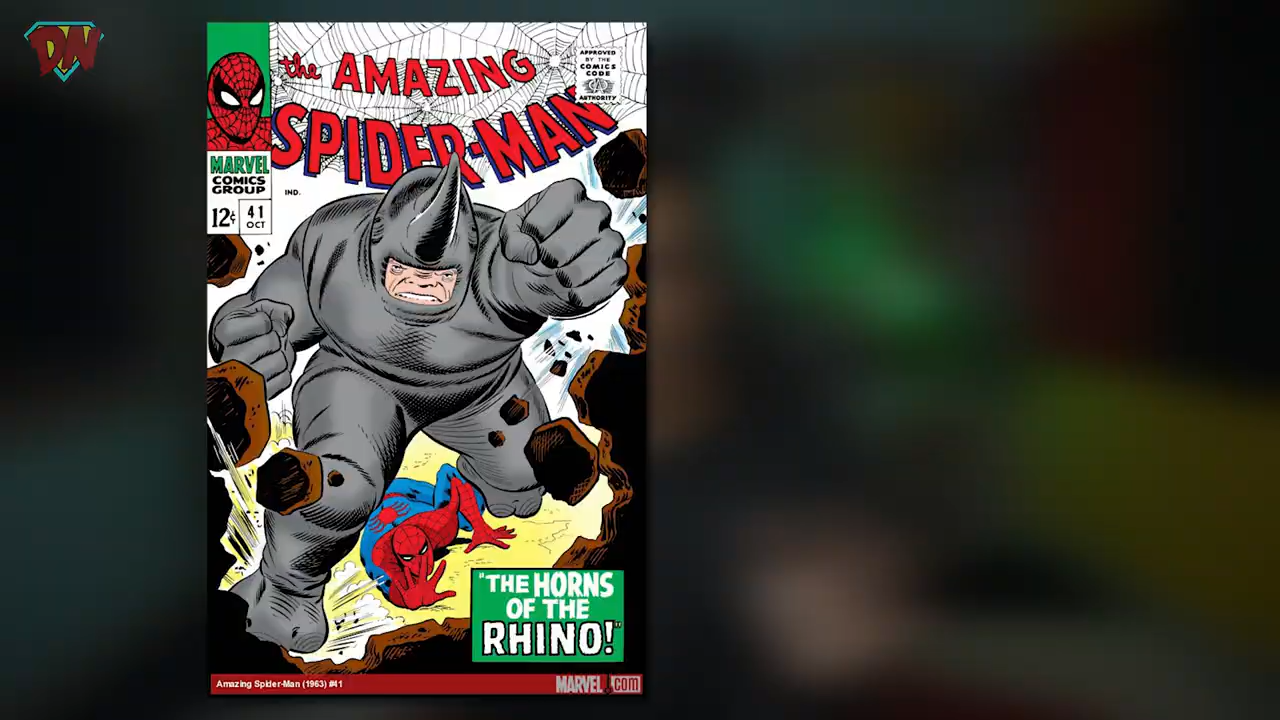 DN
the AMAZING
SPIDER-MAN
APPROVED
BY THE
COMICS
CODE
CA
AUTHORITY
MARVEL
COMICS
GROUP
IND.
12¢
41
OCT
"THE HORNS
OF THE
RHINO!"
Amazing Spider-Man (1963) #41
MARVEL.com